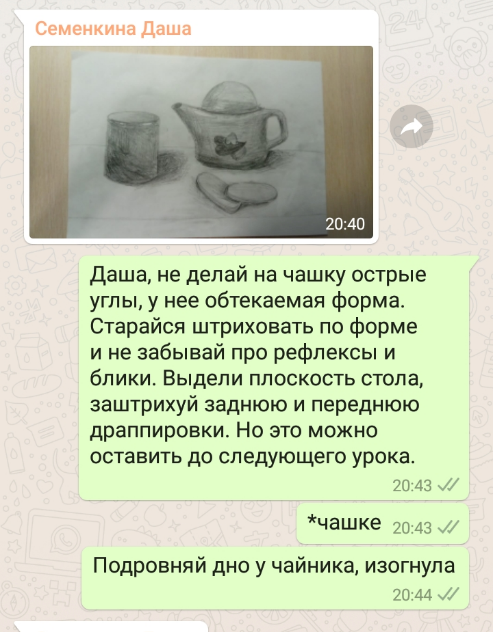 Семенкина Даша
20:40
Даша, не делай на чашку острые
углы, у нее обтекаемая форма.
Старайся штриховать по форме
и не забывай про рефлексы и
блики. Выдели плоскость стола,
заштрихуй заднюю и переднюю
драппировки. Но это можно
оставить до следующего урока.
20:43
*чашке 20:43
Подровняй дно у чайника, изогнула
20:44